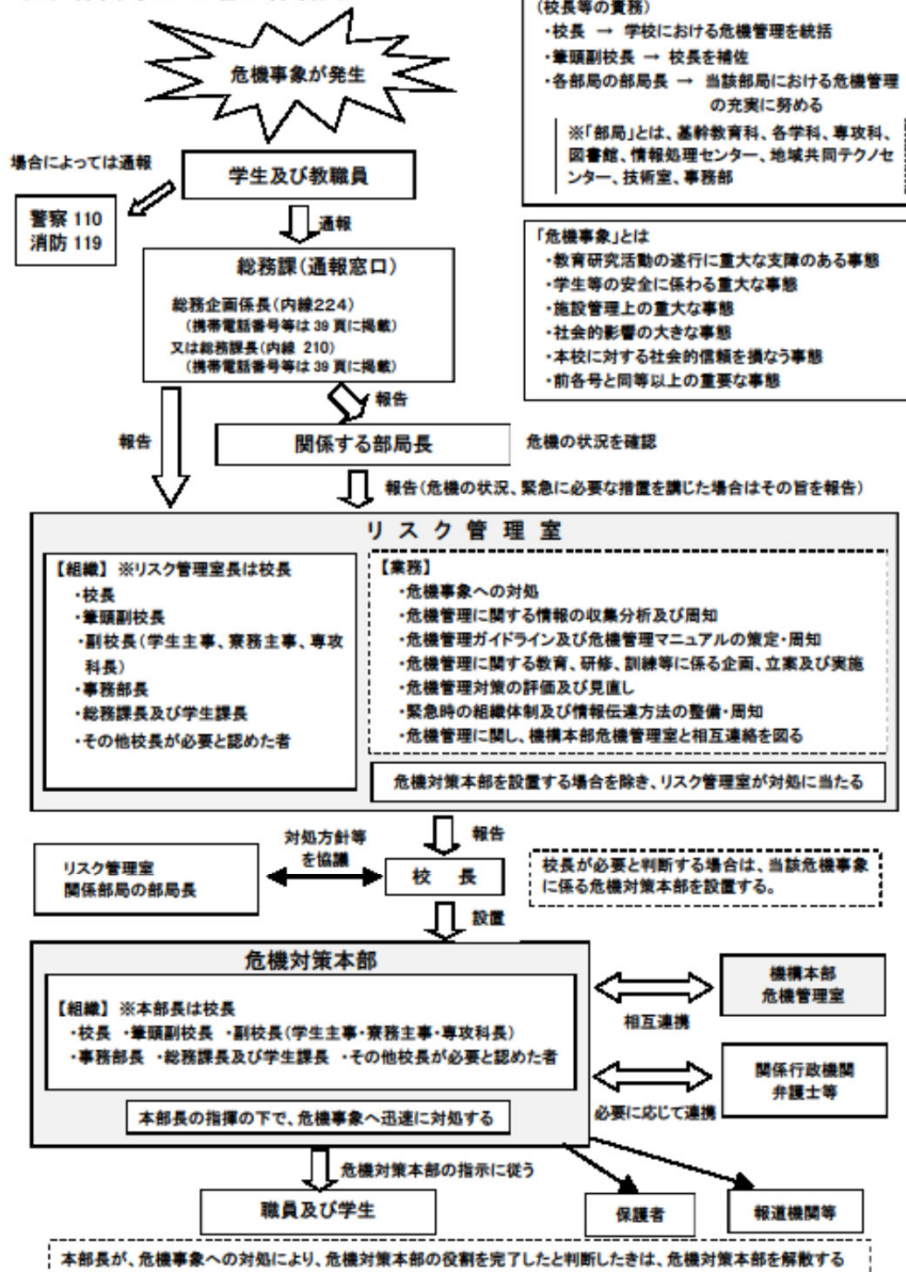 危機事象が発生
(校長等の責務)
・校長 → 学校における危機管理を統括
・筆頭副校長 → 校長を補佐
・各部局の部局長 → 当該部局における危機管理
の充実に努める
※「部局」とは、基幹教育科、各学科、専攻科、
図書館、情報処理センター、地域共同テクノセ
ンター、技術室、事務部
場合によっては通報
学生及び教職員
警察 110
消防 119
通報
「危機事象」とは
・教育研究活動の遂行に重大な支障のある事態
・学生等の安全に係わる重大な事態
・施設管理上の重大な事態
・社会的影響の大きな事態
・本校に対する社会的信頼を損なう事態
・前各号と同等以上の重要な事態
総務課(通報窓口)
総務企画係長(内線224)
(携帯電話番号等は 39 頁に掲載)
又は総務課長(内線 210)
(携帯電話番号等は 39 頁に掲載)
報告
報告
関係する部局長
危機の状況を確認
報告(危機の状況、緊急に必要な措置を講じた場合はその旨を報告)
リスク管理室
【組織】 ※リスク管理室長は校長
・校長
・筆頭副校長
・副校長(学生主事、寮務主事、専攻
科長)
・事務部長
・総務課長及び学生課長
・その他校長が必要と認めた者
【業務】
・危機事象への対処
・危機管理に関する情報の収集分析及び周知
・危機管理ガイドライン及び危機管理マニュアルの策定・周知
・危機管理に関する教育、研修、訓練等に係る企画、立案及び実施
・危機管理対策の評価及び見直し
・緊急時の組織体制及び情報伝達方法の整備・周知
・危機管理に関し、機構本部危機管理室と相互連絡を図る
危機対策本部を設置する場合を除き、リスク管理室が対処に当たる
報告
対処方針等
を協議
リスク管理室
関係部局の部局長
校 長
校長が必要と判断する場合は、当該危機事象
に係る危機対策本部を設置する。
設置
危機対策本部
【組織】 ※本部長は校長
・校長 ・筆頭副校長 ・副校長(学生主事・寮務主事・専攻科長)
・事務部長 ・総務課長及び学生課長 ・その他校長が必要と認めた者
本部長の指揮の下で、危機事象へ迅速に対処する
機構本部
危機管理室
相互連携
関係行政機関
弁護士等
必要に応じて連携
危機対策本部の指示に従う
職員及び学生
保護者
報道機関等
本部長が、危機事象への対処により、危機対策本部の役割を完了したと判断したときは、危機対策本部を解散する